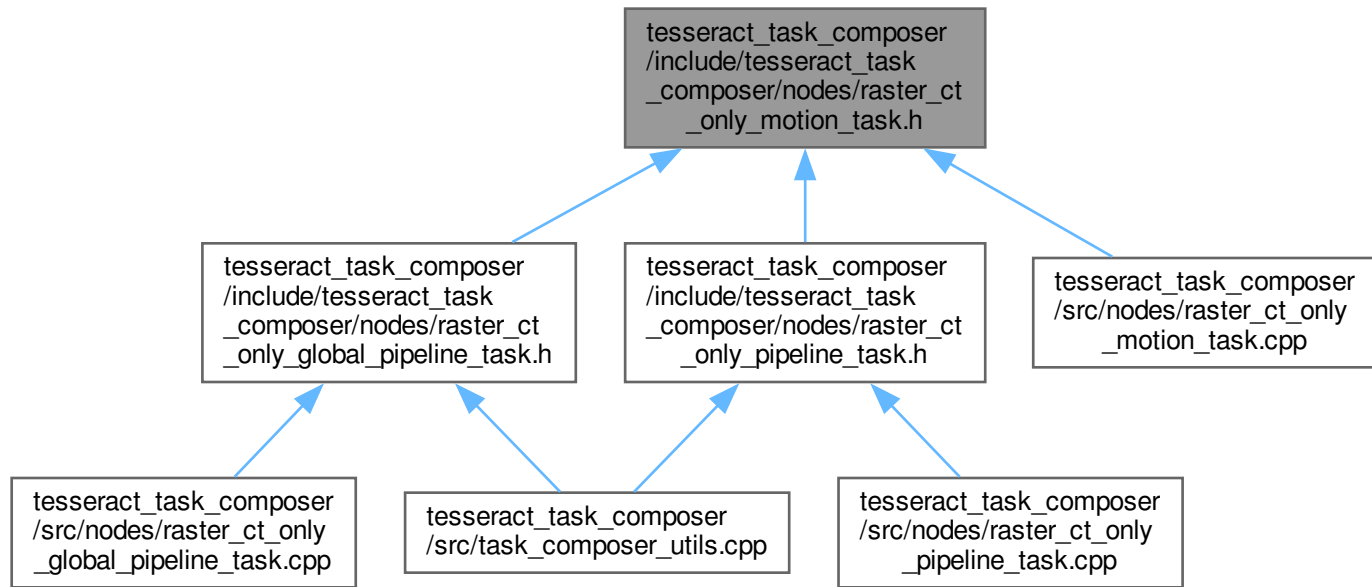 tesseract_task_composer
/include/tesseract_task
_composer/nodes/raster_ct
_only_motion_task.h
tesseract_task_composer
/include/tesseract_task
_composer/nodes/raster_ct
_only_global_pipeline_task.h
tesseract_task_composer
/include/tesseract_task
_composer/nodes/raster_ct
_only_pipeline_task.h
tesseract_task_composer
/src/nodes/raster_ct_only
_motion_task.cpp
tesseract_task_composer
/src/nodes/raster_ct_only
_global_pipeline_task.cpp
tesseract_task_composer
/src/task_composer_utils.cpp
tesseract_task_composer
/src/nodes/raster_ct_only
_pipeline_task.cpp